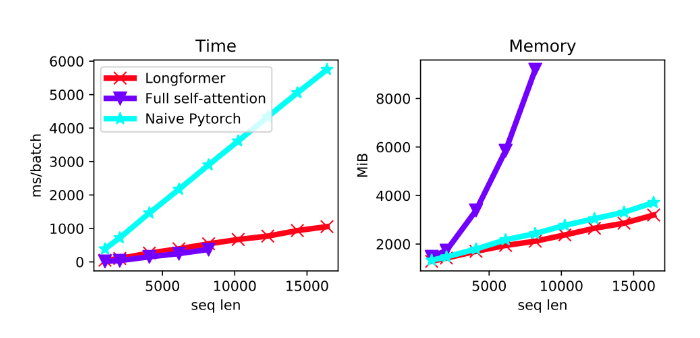 Time
6000
5000
4000
3000
2000
1000
0
ms/batch
Longformer
Full self-attention
Naive Pytorch
5000
10000
15000
seq len
Memory
8000
6000
4000
2000
MiB
5000
10000
15000
seq len